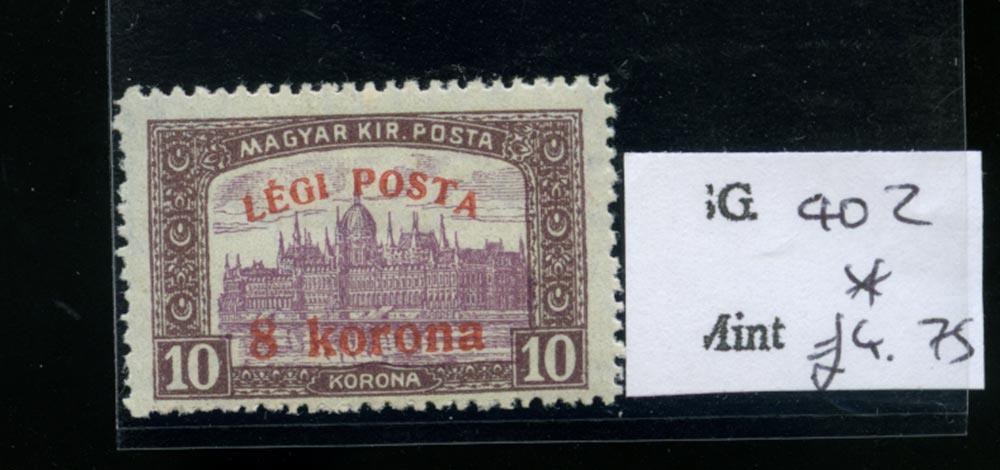 MAGYAR KIR. POSTA
LÉGI POSTA
8 korona
10 KORONA 10
SG. 402
*
Mint £4.75